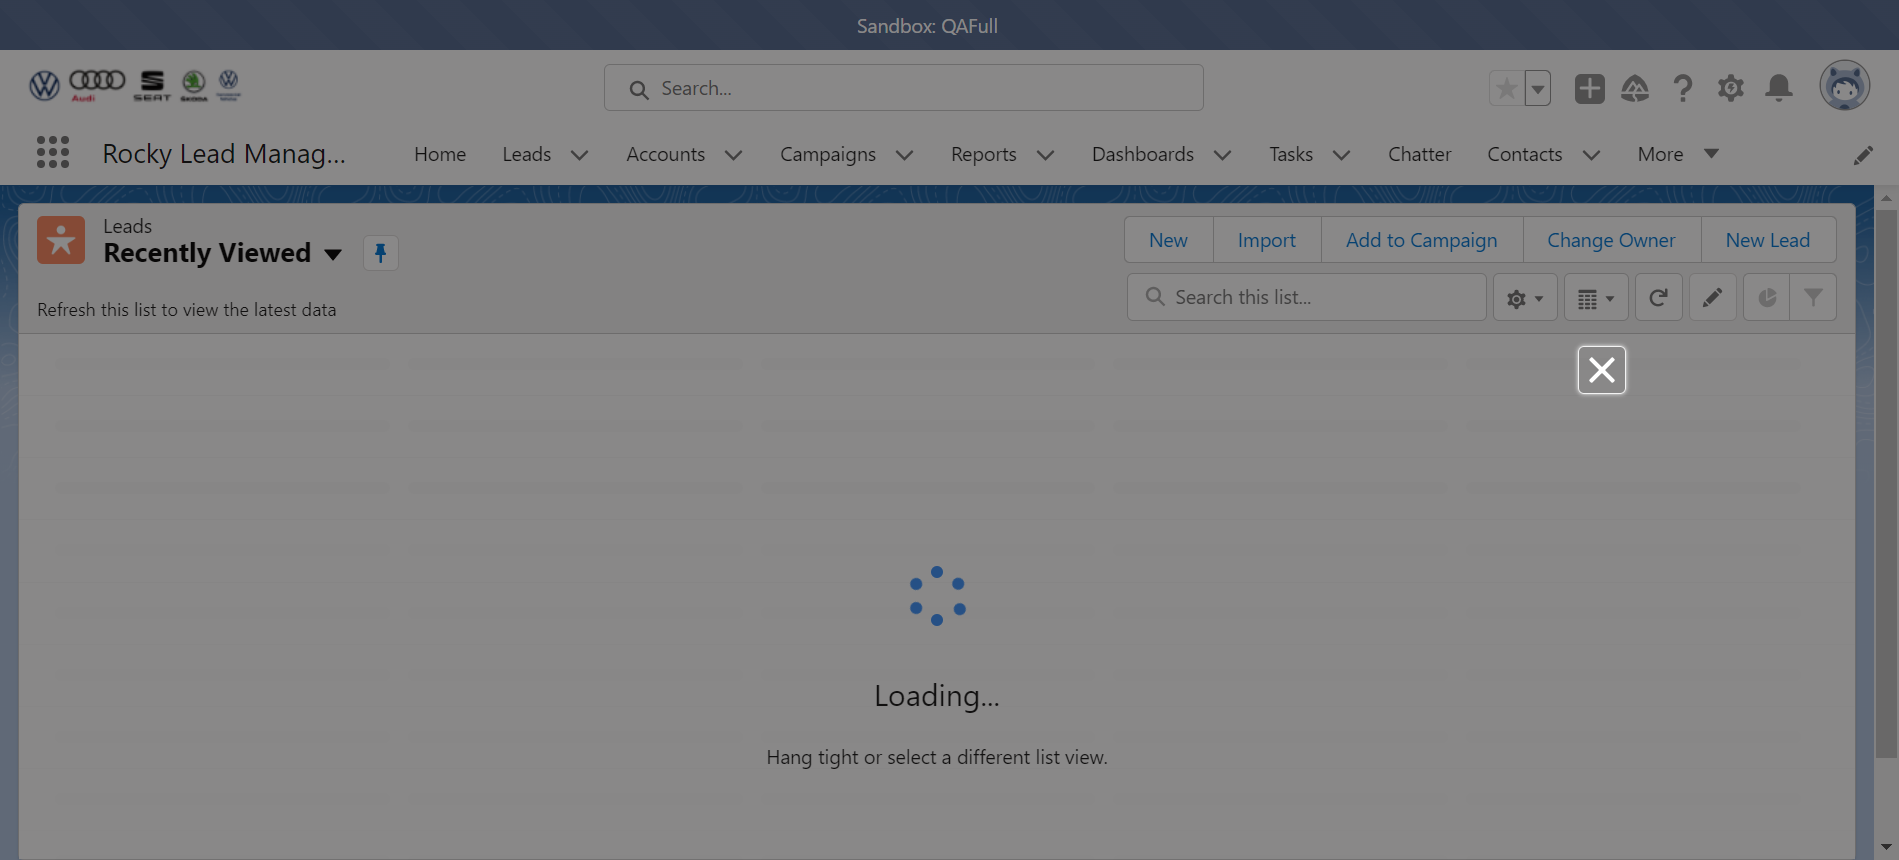 Sandbox: QAFull
Audi SEAT SKODA
Search...
Rocky Lead Manag...
Home Leads Accounts Campaigns Reports Dashboards Tasks Chatter Contacts More
Leads
Recently Viewed
New Import Add to Campaign Change Owner New Lead
Search this list...
Refresh this list to view the latest data
Loading...
Hang tight or select a different list view.